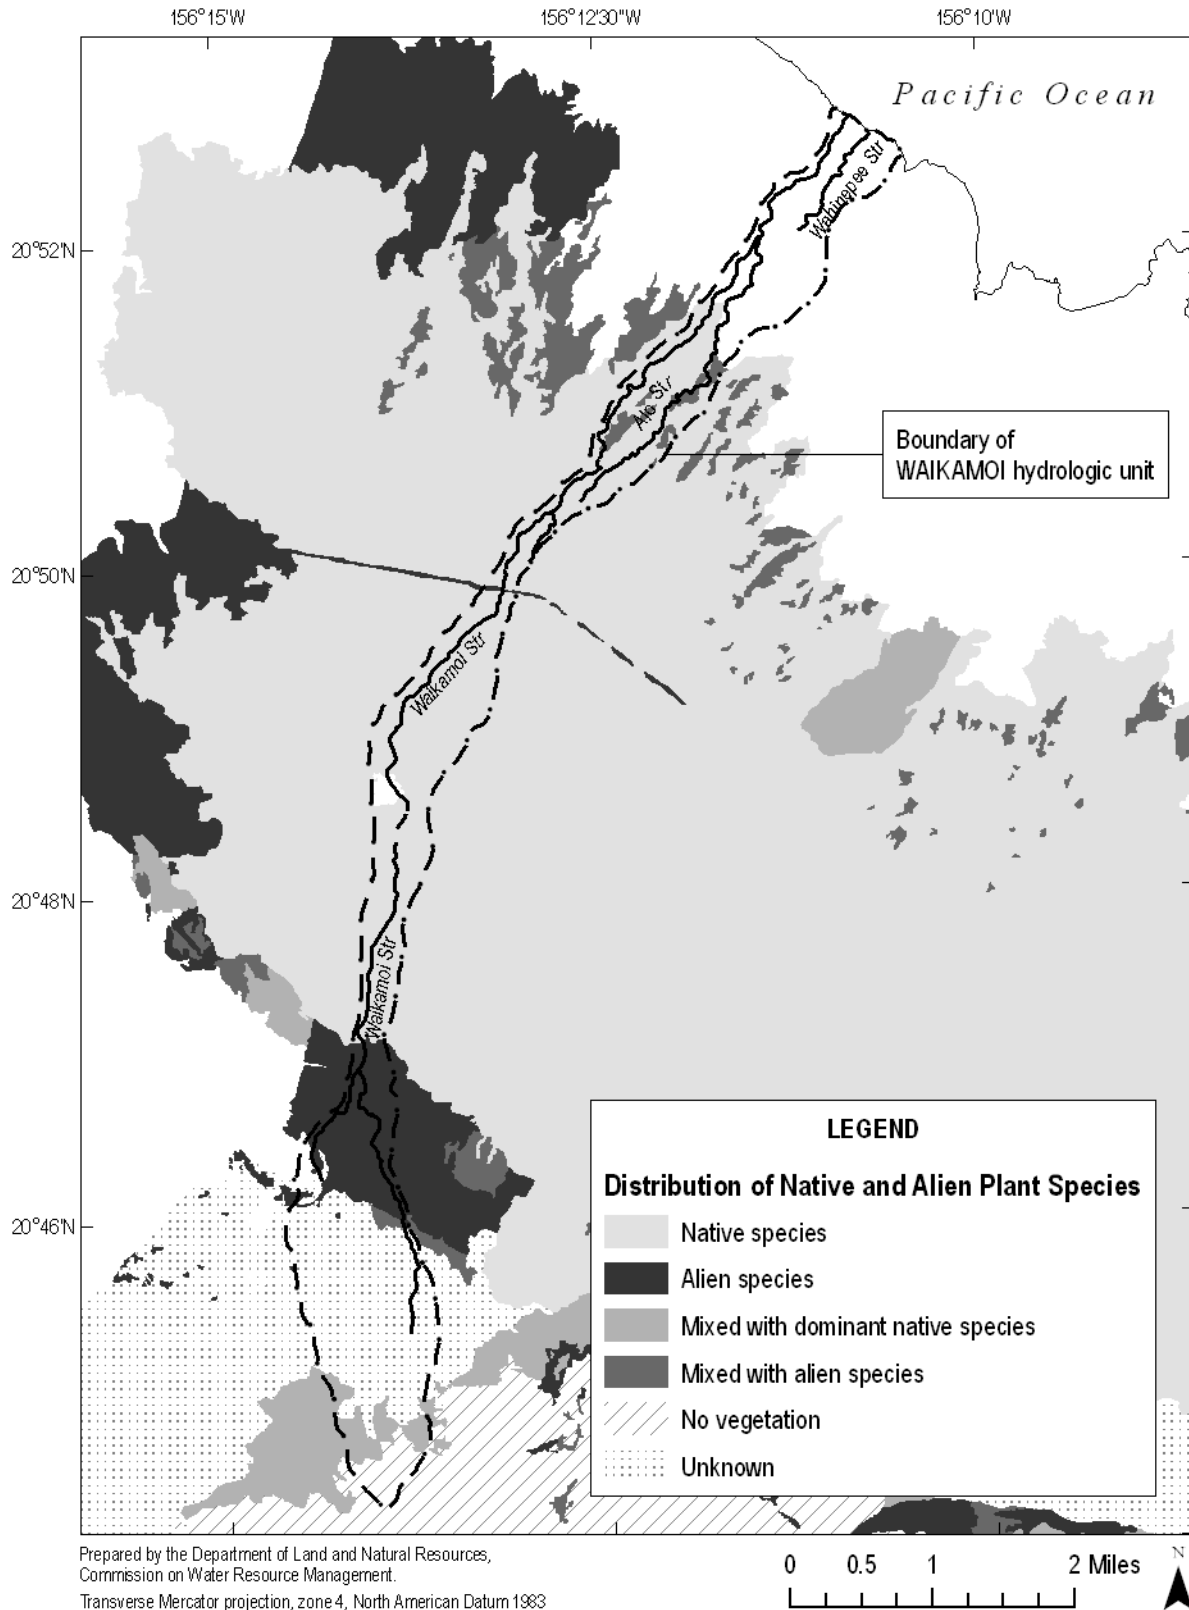 156°15'W 156°12'30"W 156°10'W
Pacific Ocean
Wahinepee Str
20°52'N
Alo Str
Boundary of
WAIKAMOI hydrologic unit
20°50'N
Waikamoi Str
20°48'N
Waikamoi Str
20°46'N
LEGEND
Distribution of Native and Alien Plant Species
Native species
Alien species
Mixed with dominant native species
Mixed with alien species
No vegetation
Unknown
Prepared by the Department of Land and Natural Resources,
Commission on Water Resource Management.
Transverse Mercator projection, zone 4, North American Datum 1983
0 0.5 1 2 Miles
N